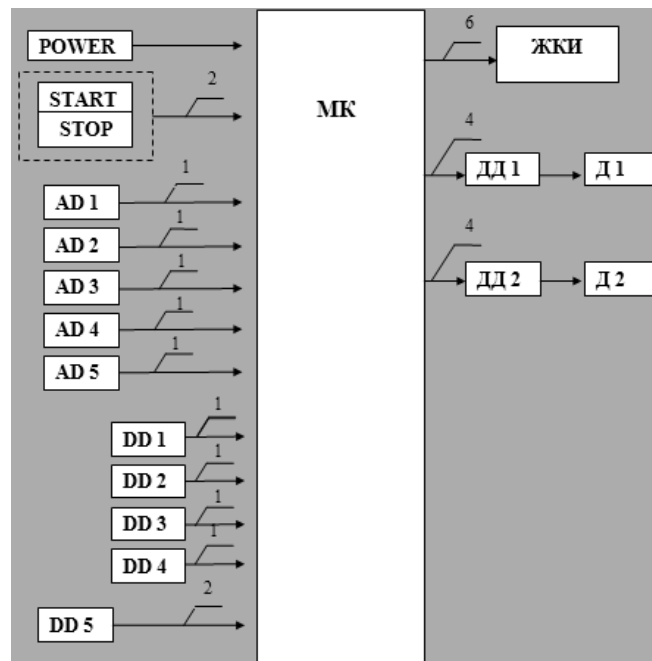 POWER
START
STOP
2
AD 1
1
AD 2
1
AD 3
1
AD 4
1
AD 5
1
DD 1
1
DD 2
1
DD 3
1
DD 4
1
DD 5
2
МК
6
ЖКИ
4
ДД 1
Д 1
4
ДД 2
Д 2